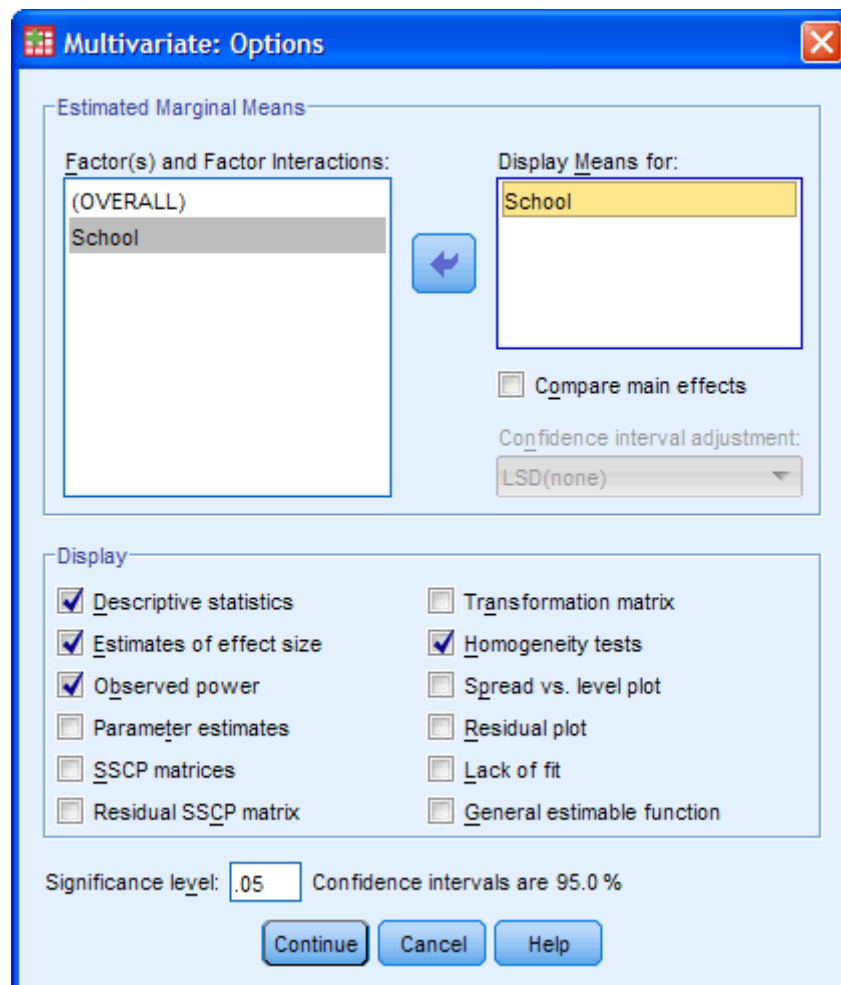 Multivariate: Options
Estimated Marginal Means
Factor(s) and Factor Interactions:
(OVERALL)
School
Display Means for:
School
Compare main effects
Confidence interval adjustment:
LSD(none)
Display
Descriptive statistics
Estimates of effect size
Observed power
Parameter estimates
SSCP matrices
Residual SSCP matrix
Transformation matrix
Homogeneity tests
Spread vs. level plot
Residual plot
Lack of fit
General estimable function
Significance level: .05 Confidence intervals are 95.0 %
Continue Cancel Help